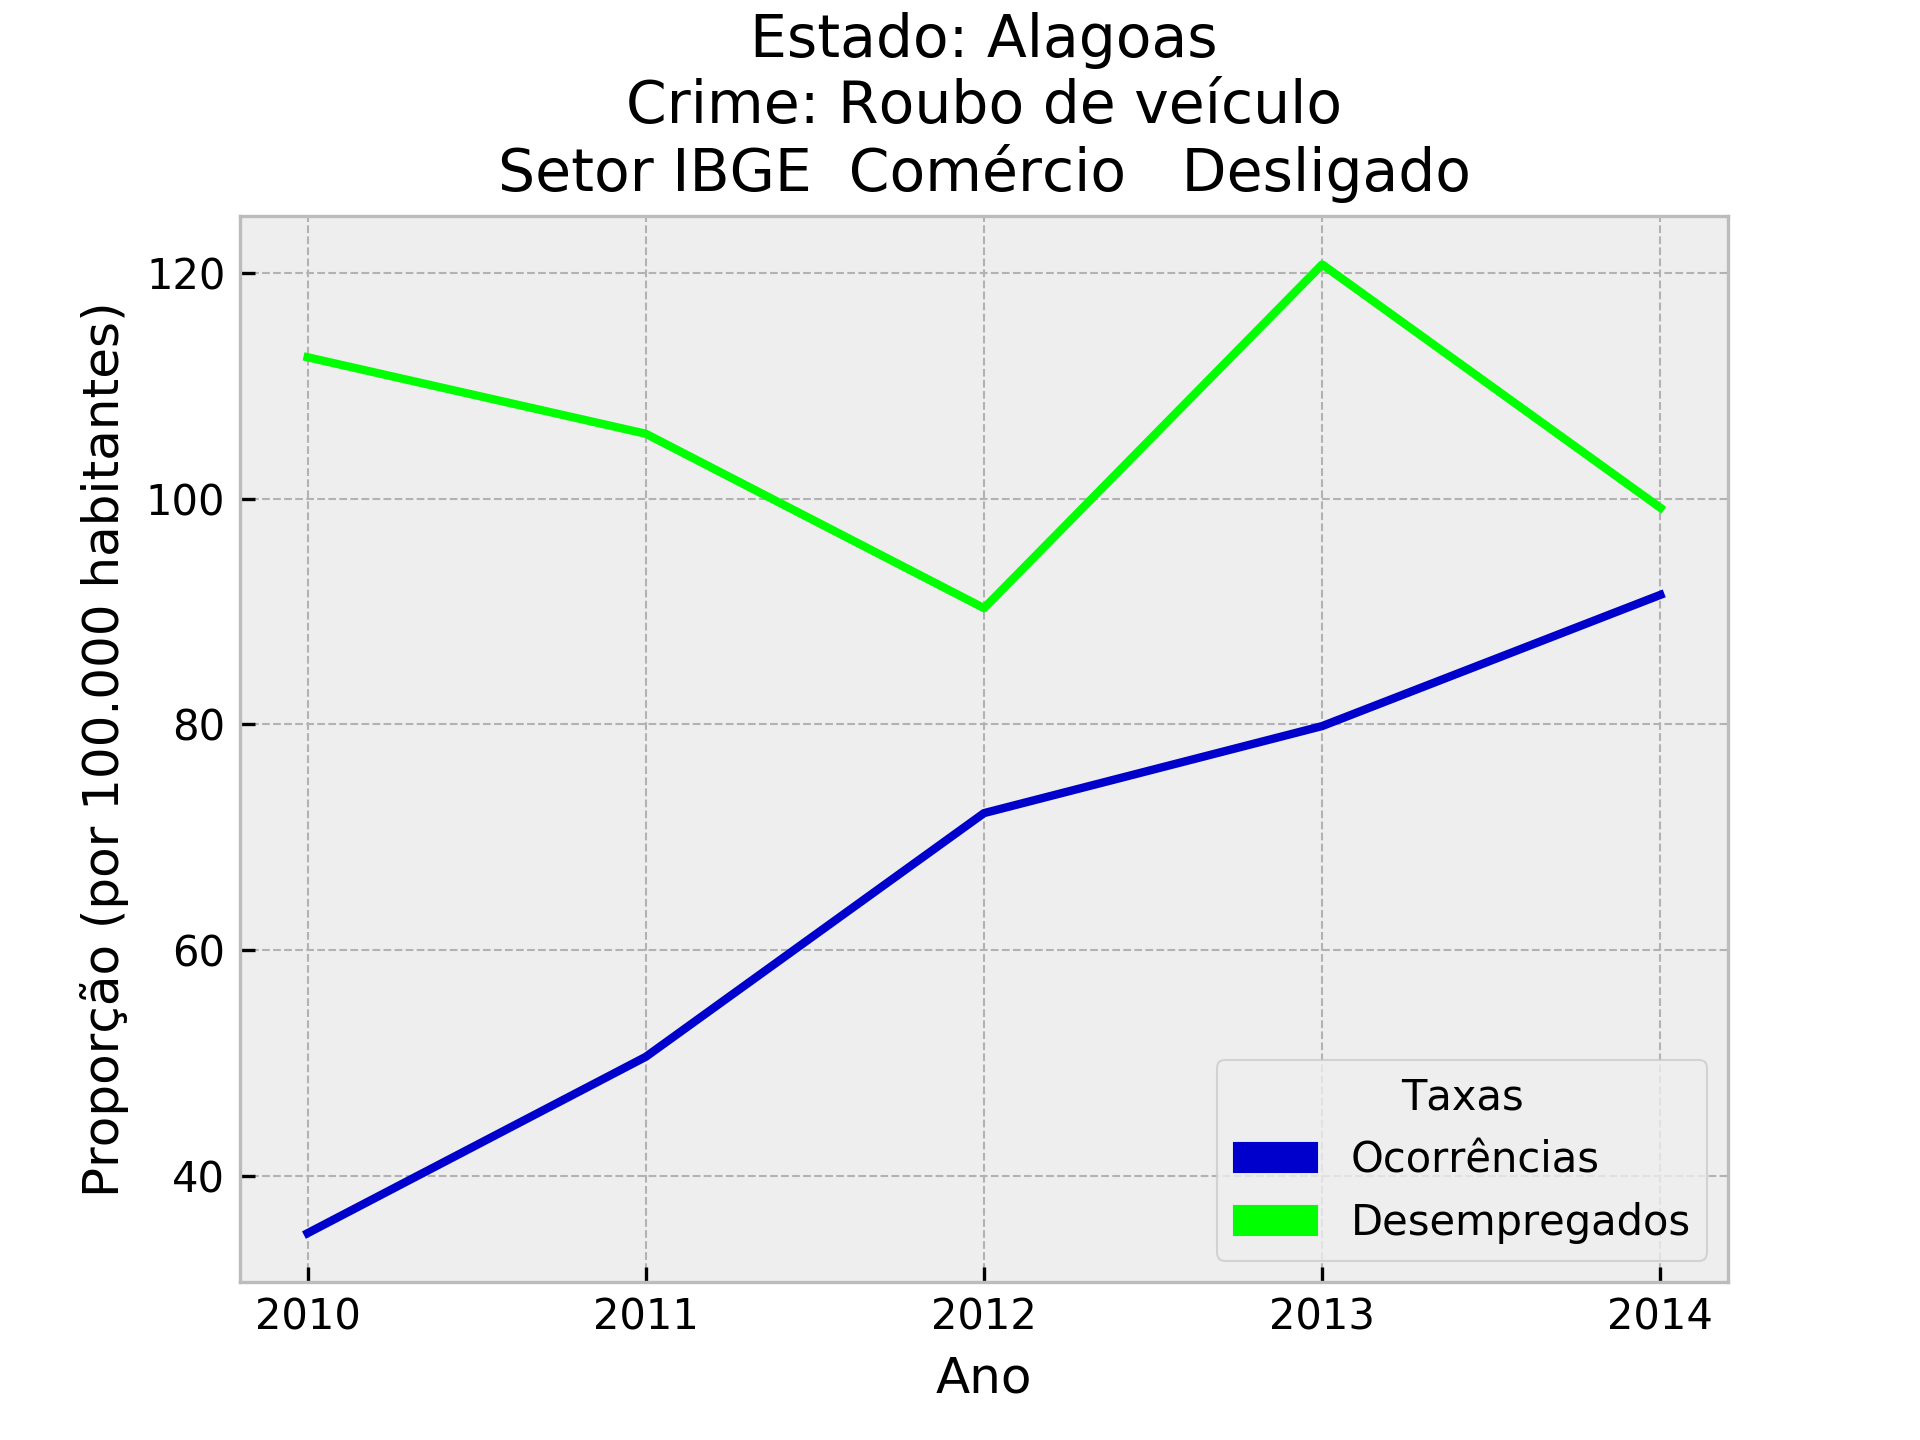 Estado: Alagoas
Crime: Roubo de veículo
Setor IBGE  Comércio   Desligado
Proporção (por 100.000 habitantes)
120
100
80
60
40
Taxas
Ocorrências
Desempregados
2010 2011 2012 2013 2014
Ano